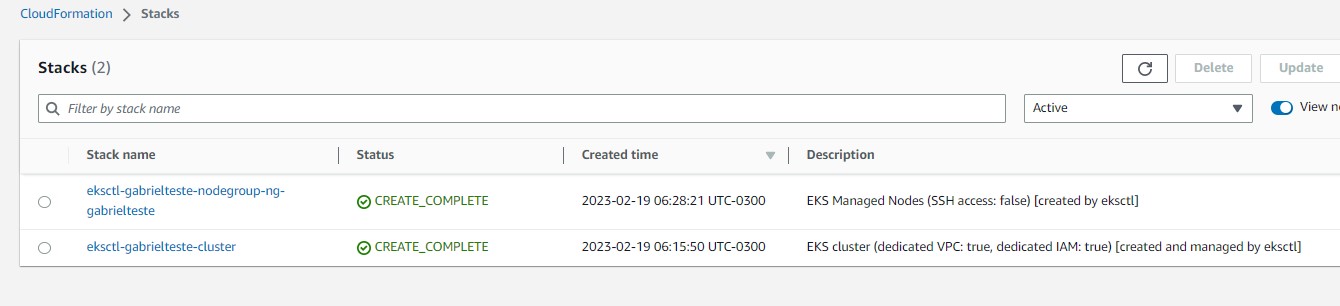 CloudFormation > Stacks
Stacks (2)
Delete
Update
Filter by stack name
Active
View n
Stack name
Status
Created time
Description
eksctl-gabrielteste-nodegroup-ng-
gabrielteste
CREATE_COMPLETE
2023-02-19 06:28:21 UTC-0300
EKS Managed Nodes (SSH access: false) [created by eksctl]
eksctl-gabrielteste-cluster
CREATE_COMPLETE
2023-02-19 06:15:50 UTC-0300
EKS cluster (dedicated VPC: true, dedicated IAM: true) [created and managed by eksctl]